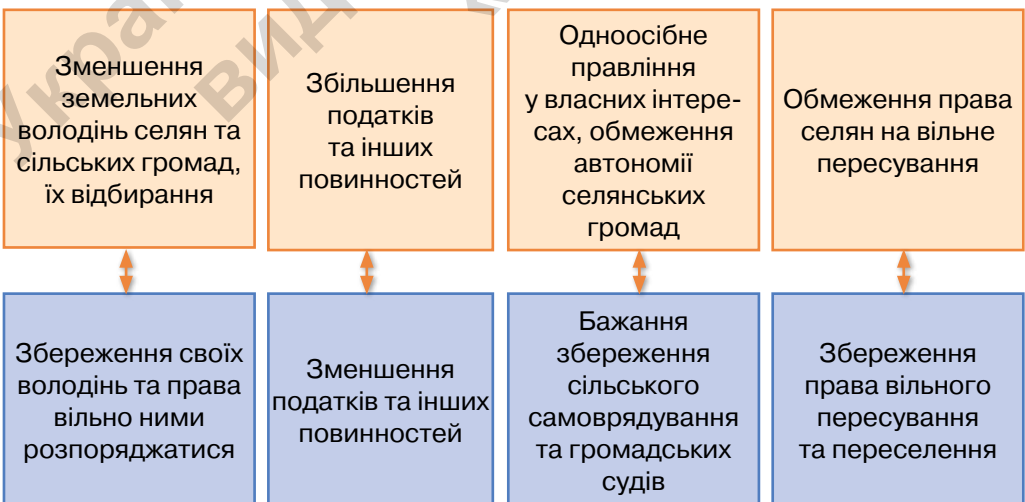 Зменшення
земельних
володінь селян та
сільських громад,
їх відбирання
Збільшення
податків
та інших
повинностей
Одноосібне
правління
у власних інтере-
сах, обмеження
автономії
селянських
громад
Обмеження права
селян на вільне
пересування
Збереження своїх
володінь та права
вільно ними
розпоряджатися
Зменшення
податків та інших
повинностей
Бажання
збереження
сільського
самоврядування
та громадських
судів
Збереження
права вільного
пересування
та переселення